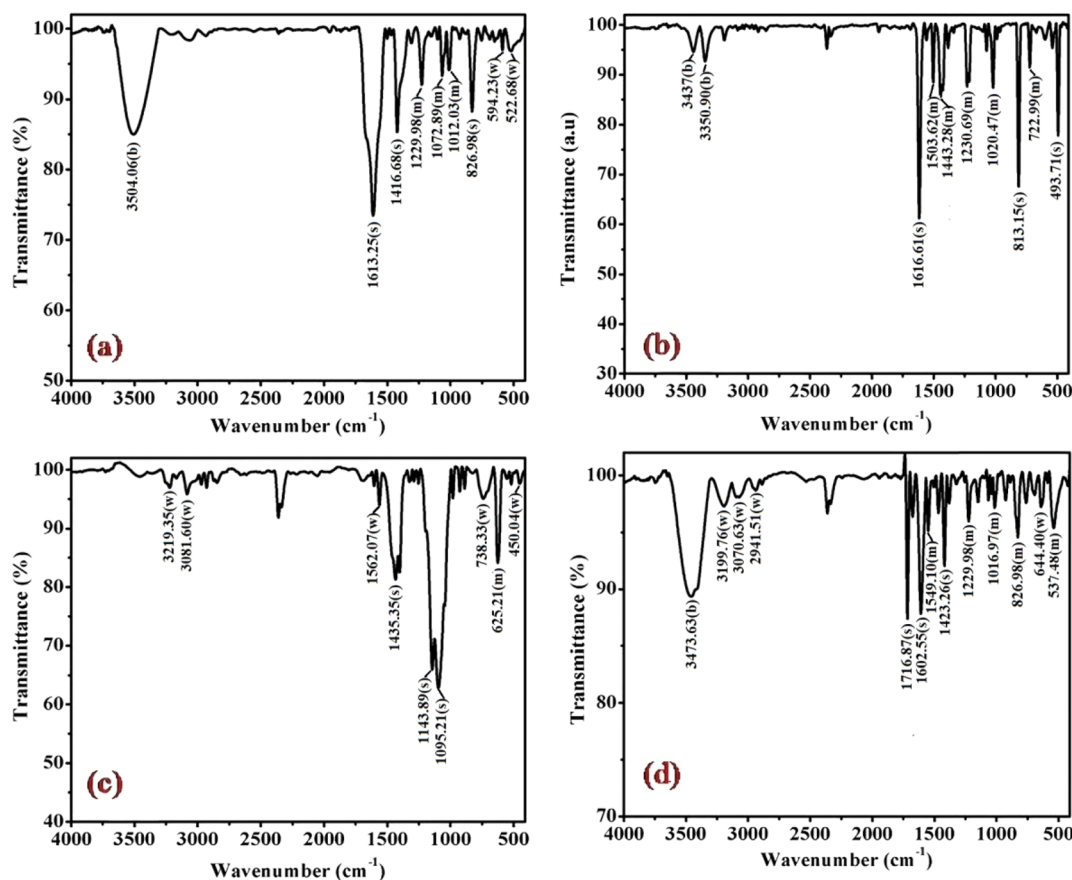 100
90
80
70
60
50
Transmittance (%)
3504.06(b)
1613.25(s)
1416.68(s)
1229.98(m)
1072.89(m)
1012.03(m)
826.98(s)
594.23(w)
522.68(w)
(a)
4000 3500 3000 2500 2000 1500 1000 500
Wavenumber (cm⁻¹)
100
90
80
70
60
50
40
30
Transmittance (a.u)
3437(b)
3350.90(b)
1616.61(s)
1503.62(m)
1443.28(m)
1230.69(m)
1020.47(m)
813.15(s)
722.99(m)
493.71(s)
(b)
4000 3500 3000 2500 2000 1500 1000 500
Wavenumber (cm⁻¹)
100
90
80
70
60
50
40
Transmittance (%)
3219.35(w)
3081.60(w)
1562.07(w)
1435.35(s)
1143.89(s)
1095.21(s)
738.33(w)
625.21(m)
450.04(w)
(c)
4000 3500 3000 2500 2000 1500 1000 500
Wavenumber (cm⁻¹)
100
90
80
70
Transmittance (%)
3473.63(b)
3199.76(w)
3070.63(w)
2941.51(w)
1716.87(s)
1602.55(s)
1549.10(m)
1423.26(s)
1229.98(m)
1016.97(m)
826.98(m)
644.40(w)
537.48(m)
(d)
4000 3500 3000 2500 2000 1500 1000 500
Wavenumber (cm⁻¹)